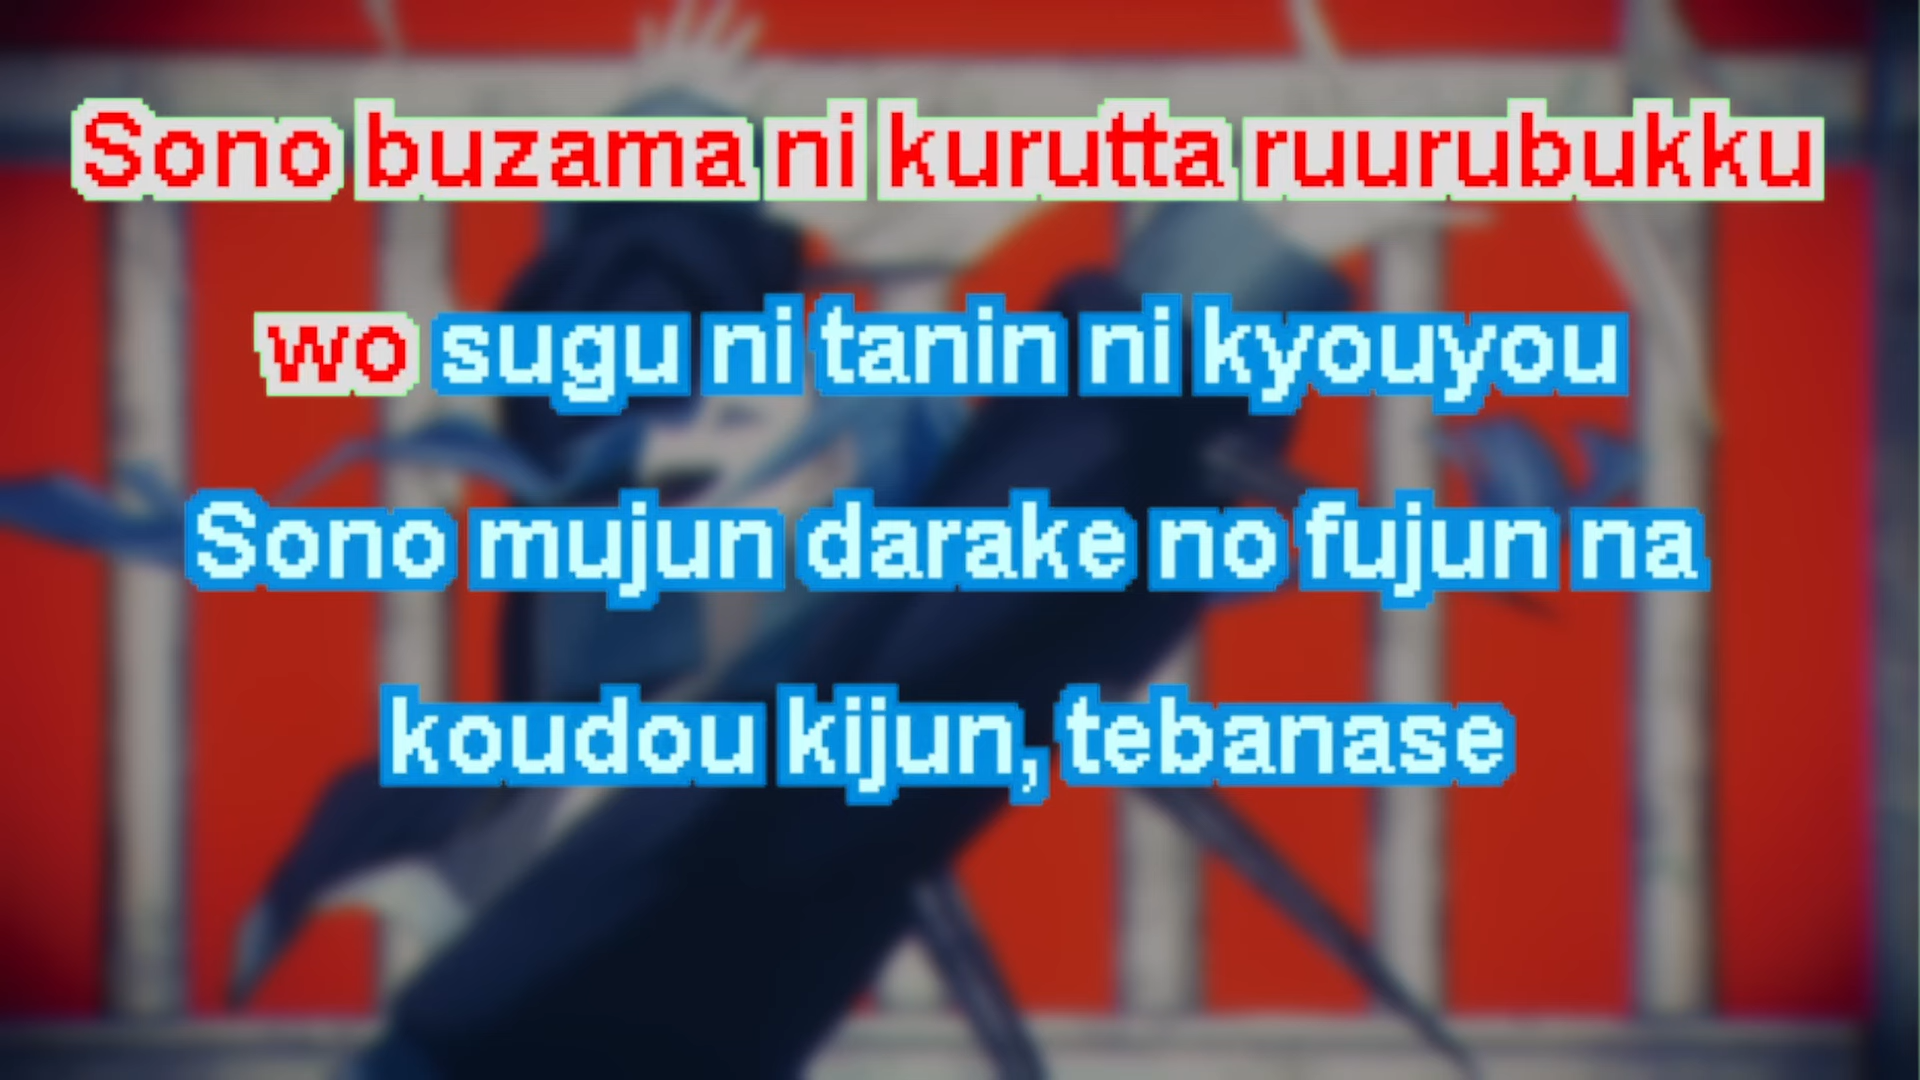 Sono buzama ni kurutta ruurubukku
wo sugu ni tanin ni kyouyou
Sono mujun darake no fujun na
koudou kijun, tebanase